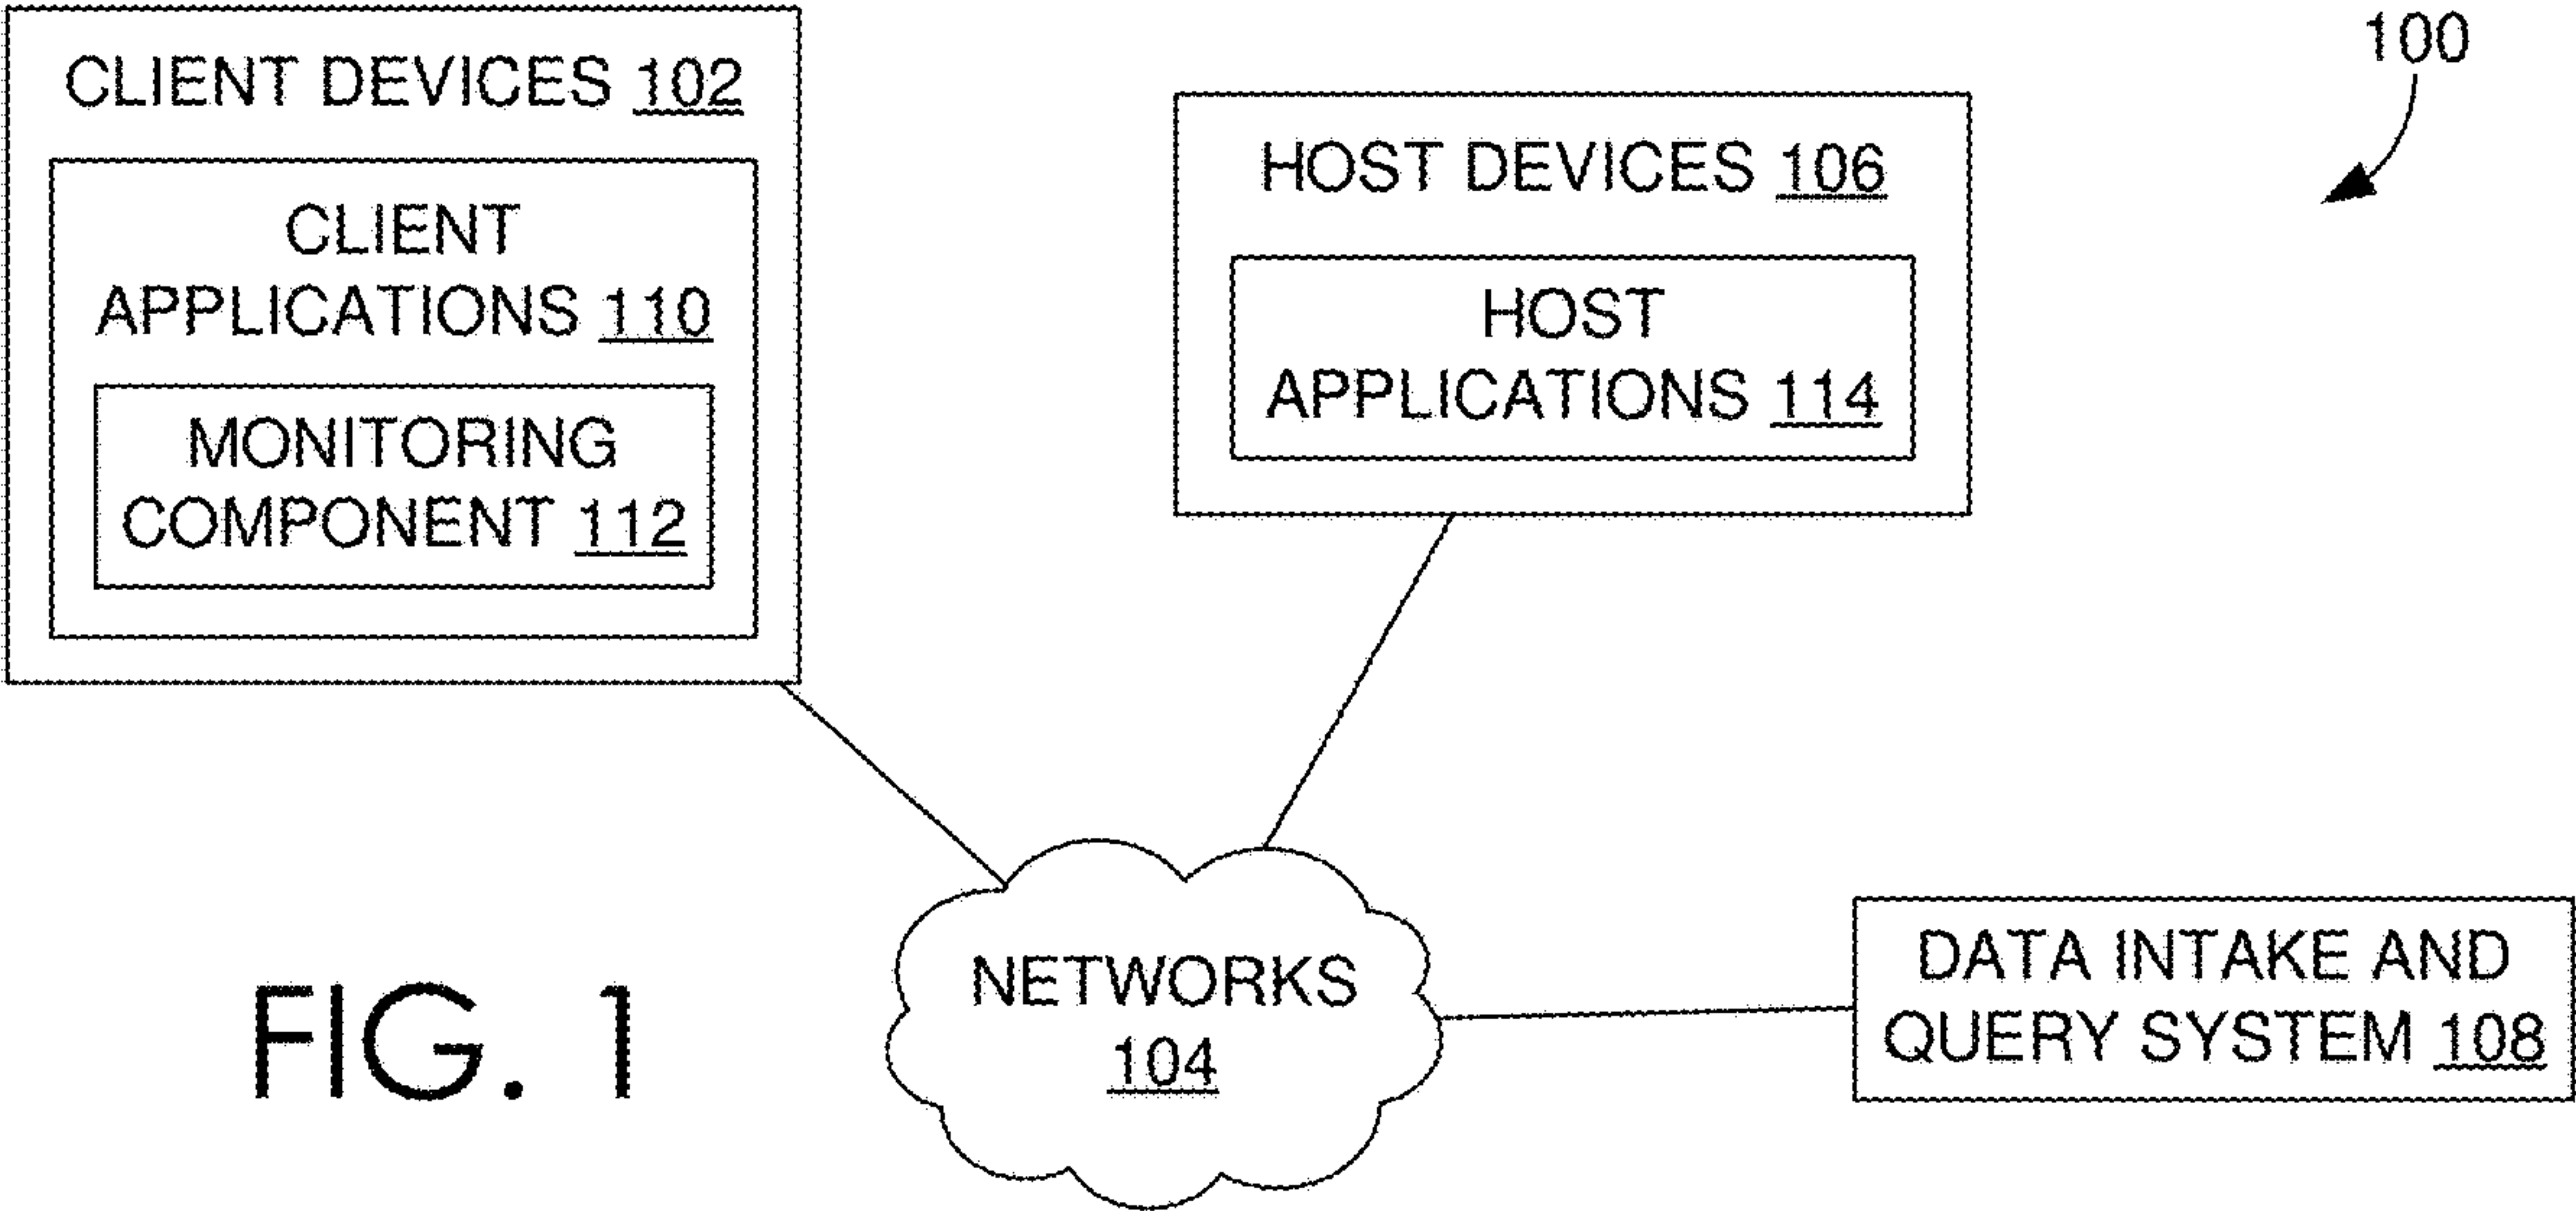 100
CLIENT DEVICES 102
CLIENT
APPLICATIONS 110
MONITORING
COMPONENT 112
HOST DEVICES 106
HOST
APPLICATIONS 114
NETWORKS
104
DATA INTAKE AND
QUERY SYSTEM 108
FIG. 1